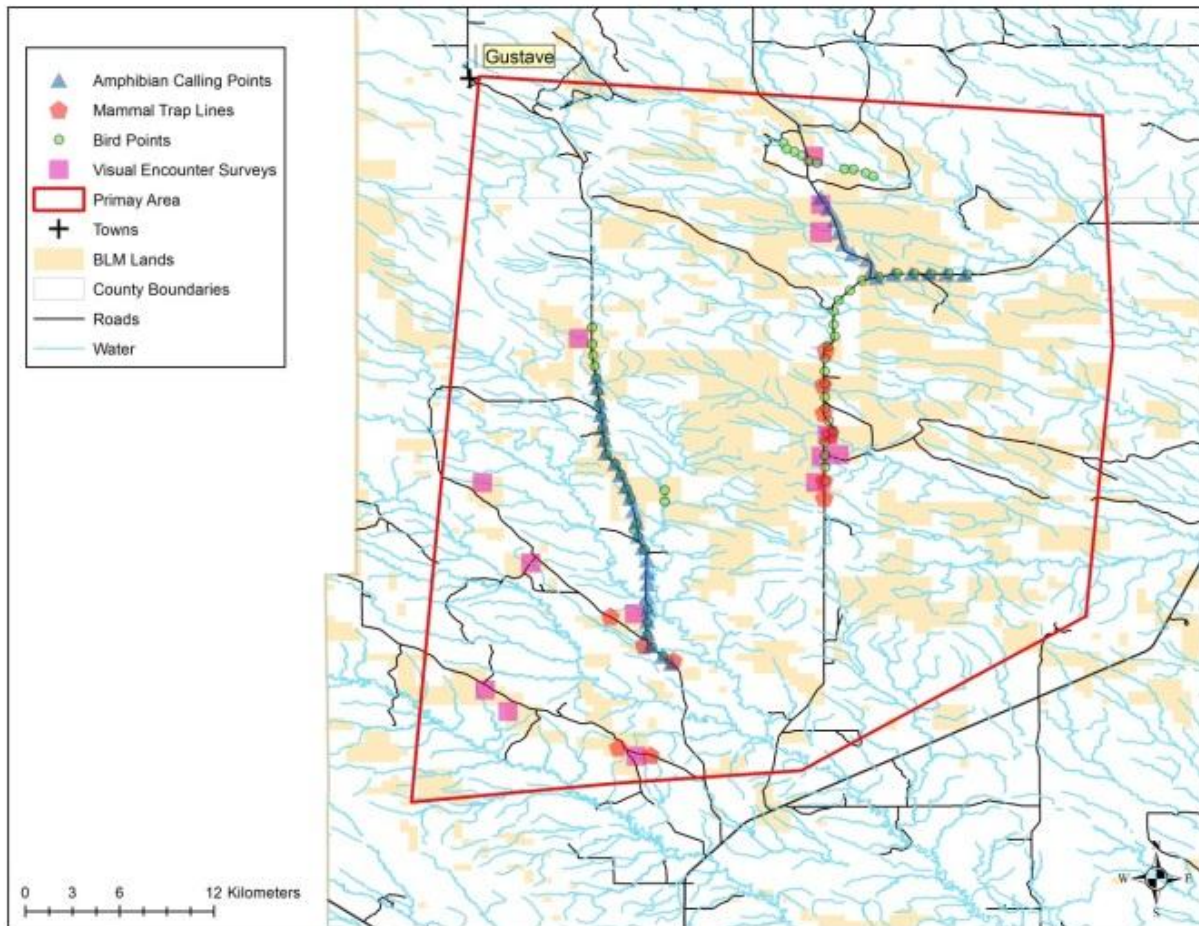 Gustave
Amphibian Calling Points
Mammal Trap Lines
Bird Points
Visual Encounter Surveys
Primay Area
Towns
BLM Lands
County Boundaries
Roads
Water
0 3 6 12 Kilometers
W E
S